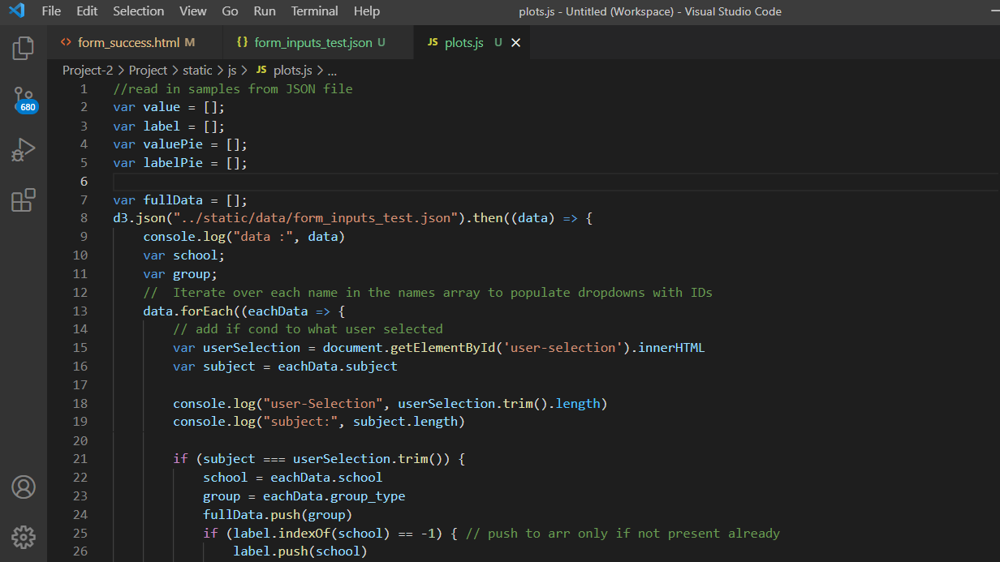 File Edit Selection View Go Run Terminal Help plots.js - Untitled (Workspace) - Visual Studio Code
<> form_success.html M {} form_inputs_test.json U JS plots.js U ×
Project-2 > Project > static > js > JS plots.js > ...
680
1 //read in samples from JSON file
2 var value = [];
3 var label = [];
4 var valuePie = [];
5 var labelPie = [];
6
7 var fullData = [];
8 d3.json("../static/data/form_inputs_test.json").then((data) => {
9 console.log("data :", data)
10 var school;
11 var group;
12 //  Iterate over each name in the names array to populate dropdowns with IDs
13 data.forEach((eachData => {
14 // add if cond to what user selected
15 var userSelection = document.getElementById('user-selection').innerHTML
16 var subject = eachData.subject
17
18 console.log("user-Selection", userSelection.trim().length)
19 console.log("subject:", subject.length)
20
21 if (subject === userSelection.trim()) {
22 school = eachData.school
23 group = eachData.group_type
24 fullData.push(group)
25 if (label.indexOf(school) == -1) { // push to arr only if not present already
26 label.push(school)